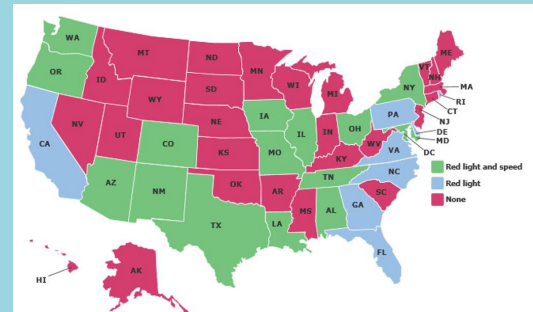 WA
MT
ND
MN
ME
VT
NH
OR
ID
SD
WI
MI
NY
MA
RI
CT
WY
NE
IA
IL
IN
OH
PA
NJ
DE
MD
DC
NV
UT
CO
KS
MO
KY
WV
VA
CA
AZ
NM
OK
AR
TN
NC
SC
TX
LA
MS
AL
GA
FL
HI
AK
Red light and speed
Red light
None